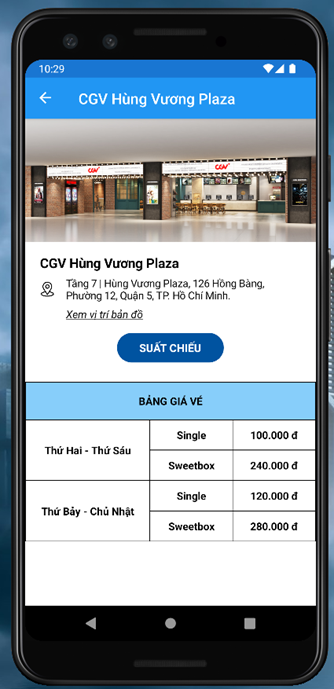 10:29
CGV Hùng Vương Plaza
CGV
CGV
CGV Hùng Vương Plaza
Tầng 7 | Hùng Vương Plaza, 126 Hồng Bàng,
Phường 12, Quận 5, TP. Hồ Chí Minh.
Xem vị trí bản đồ
SUẤT CHIẾU
BẢNG GIÁ VÉ
Thứ Hai - Thứ Sáu
Single
100.000 đ
Sweetbox
240.000 đ
Thứ Bảy - Chủ Nhật
Single
120.000 đ
Sweetbox
280.000 đ